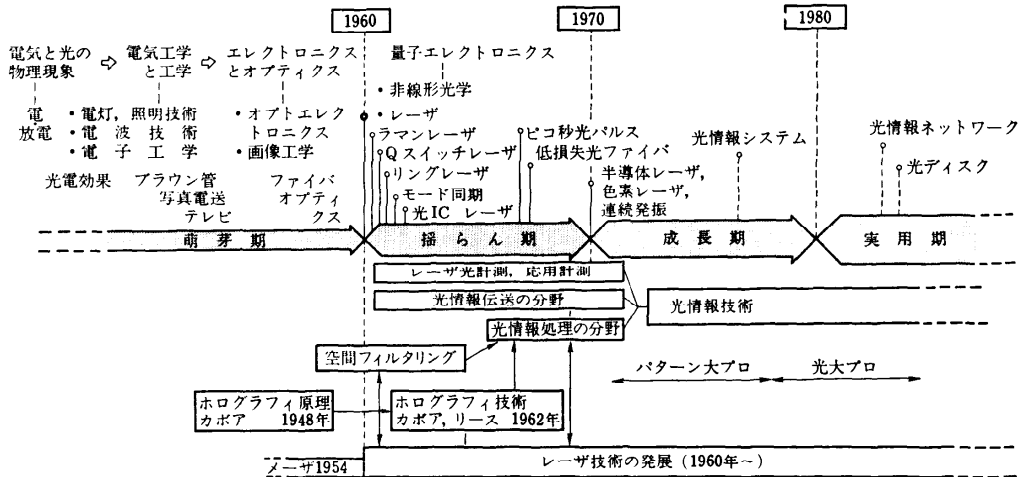 1960
1970
1980
電気と光の
物理現象
⇨
電気工学
と工学
⇨
エレクトロニクス
とオプティクス
量子エレクトロニクス
電
放電
・電灯, 照明技術
・電波技術
・電子工学
・オプトエレク
トロニクス
・画像工学
・非線形光学
・レーザ
ラマンレーザ
Qスイッチレーザ
リングレーザ
モード同期
光IC レーザ
ピコ秒光パルス
低損失光ファイバ
半導体レーザ,
色素レーザ,
連続発振
光情報システム
光情報ネットワーク
光ディスク
光電効果
ブラウン管
写真電送
テレビ
ファイバ
オプティ
クス
萌芽期
揺らん期
成長期
実用期
レーザ光計測, 応用計測
光情報伝送の分野
光情報処理の分野
光情報技術
空間フィルタリング
パターン大プロ
光大プロ
ホログラフィ原理
カボア 1948年
ホログラフィ技術
カボア, リース 1962年
メーザ1954
レーザ技術の発展 (1960年~)